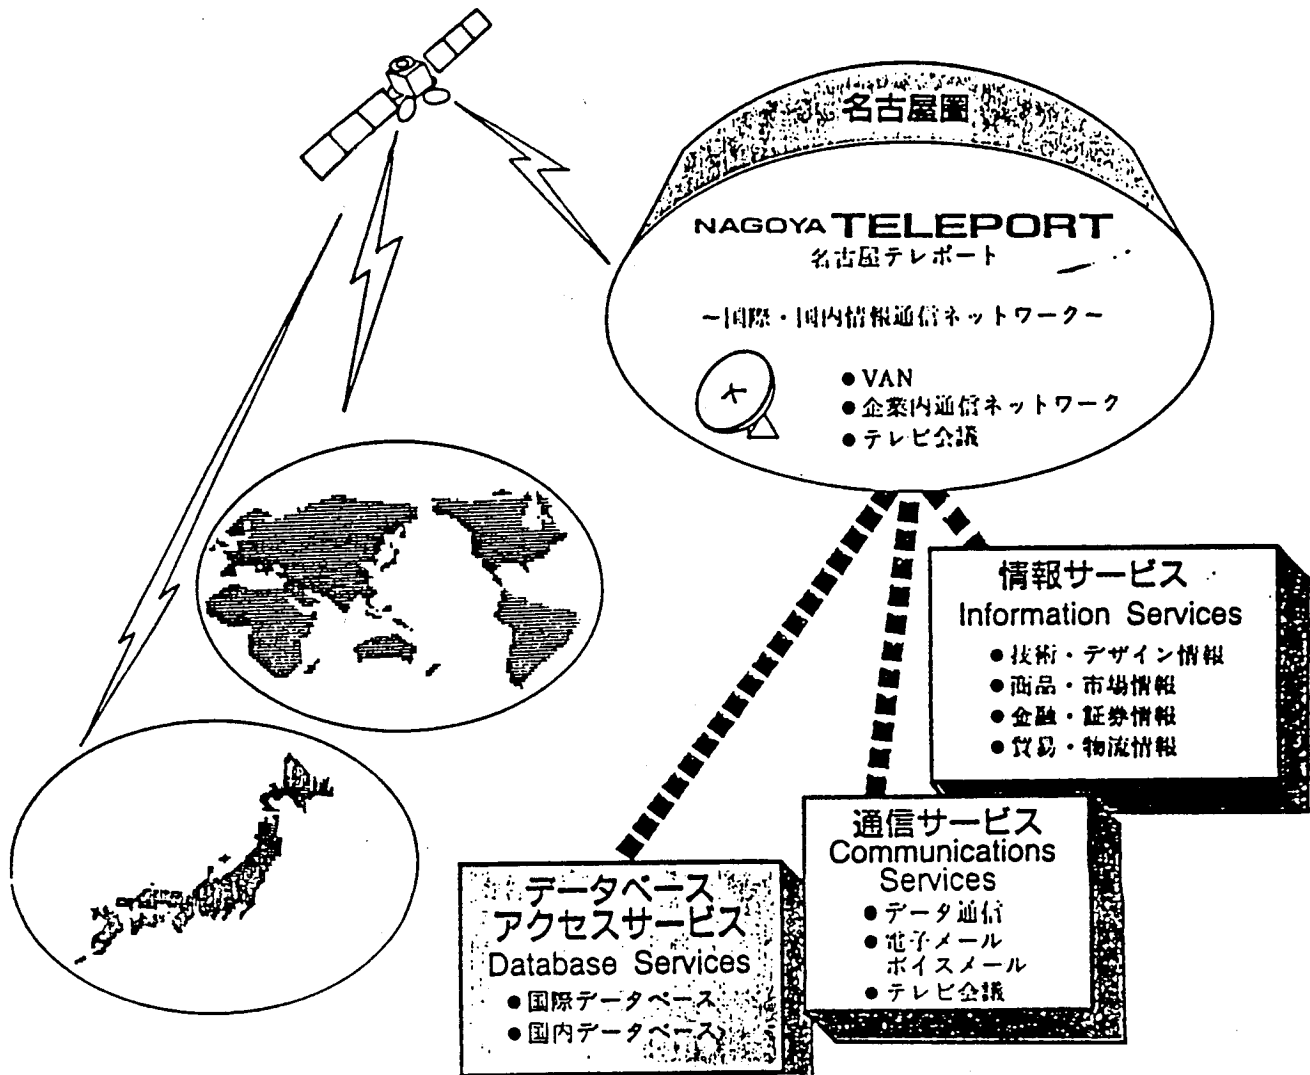 名古屋圏
NAGOYA TELEPORT
名古屋テレポート
~国際・国内情報通信ネットワーク~
● VAN
● 企業内通信ネットワーク
● テレビ会議
情報サービス
Information Services
● 技術・デザイン情報
● 商品・市場情報
● 金融・証券情報
● 貿易・物流情報
通信サービス
Communications
Services
● データ通信
● 電子メール
ボイスメール
● テレビ会議
データベース
アクセスサービス
Database Services
● 国際データベース
● 国内データベース